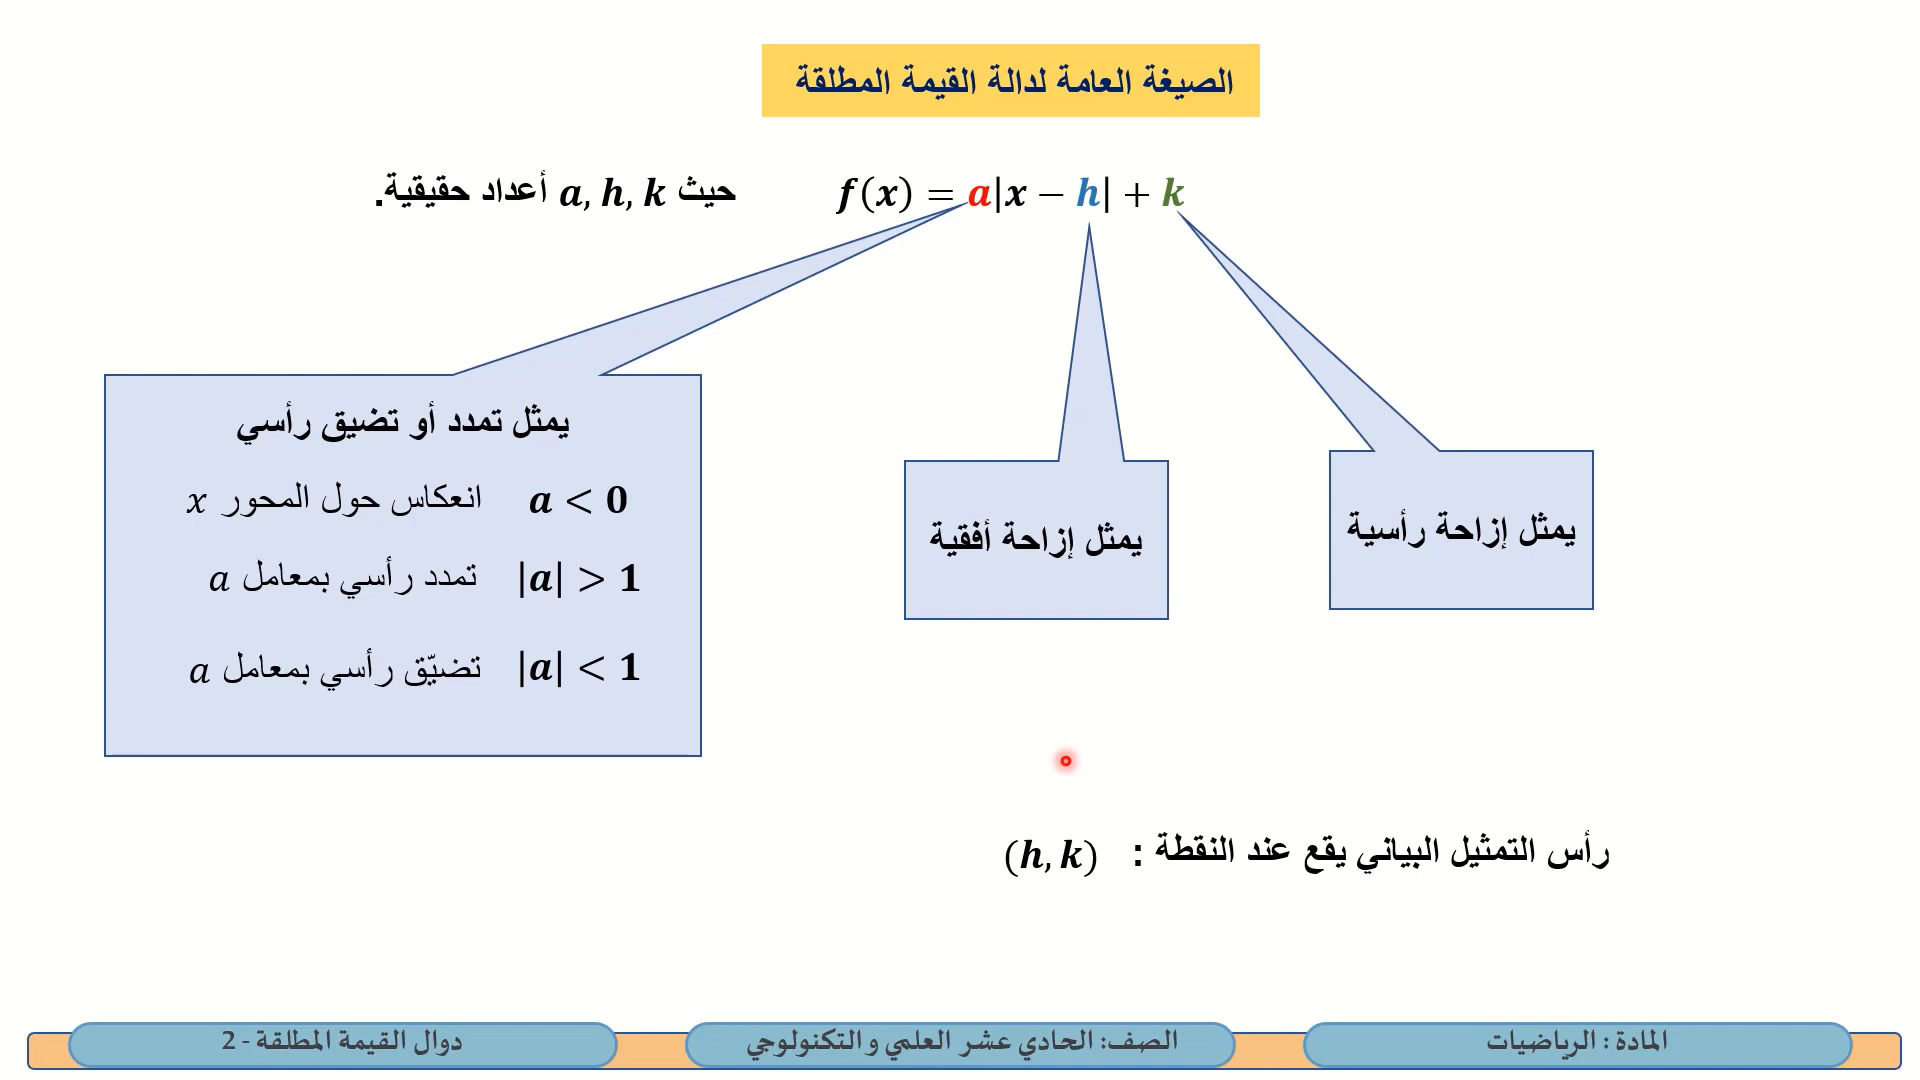 الصيغة العامة لدالة القيمة المطلقة
f(x) = a|x − h| + k
حيث a, h, k أعداد حقيقية.
يمثل إزاحة رأسية
يمثل إزاحة أفقية
يمثل تمدد أو تضيق رأسي
a < 0 انعكاس حول المحور x
|a| > 1 تمدد رأسي بمعامل a
|a| < 1 تضيّق رأسي بمعامل a
رأس التمثيل البياني يقع عند النقطة : (h, k)
المادة : الرياضيات
الصف: الحادي عشر العلمي و التكنولوجي
دوال القيمة المطلقة - 2